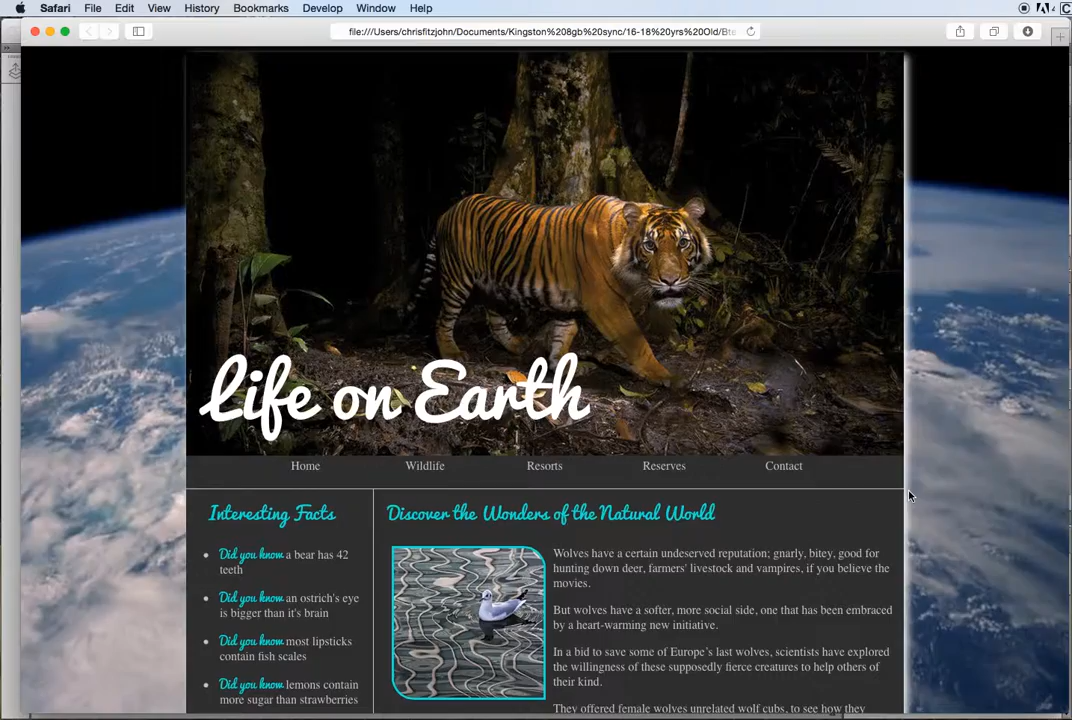 Safari File Edit View History Bookmarks Develop Window Help
file:///Users/chrisfitzjohn/Documents/Kingston%208gb%20sync/16-18%20yrs%20Old/Bte
Life on Earth
Home Wildlife Resorts Reserves Contact
Interesting Facts
Did you know a bear has 42
teeth
Did you know an ostrich's eye
is bigger than it's brain
Did you know most lipsticks
contain fish scales
Did you know lemons contain
more sugar than strawberries
Discover the Wonders of the Natural World
Wolves have a certain undeserved reputation; gnarly, bitey, good for
hunting down deer, farmers' livestock and vampires, if you believe the
movies.
But wolves have a softer, more social side, one that has been embraced
by a heart-warming new initiative.
In a bid to save some of Europe's last wolves, scientists have explored
the willingness of these supposedly fierce creatures to help others of
their kind.
They offered female wolves unrelated wolf cubs, to see how they